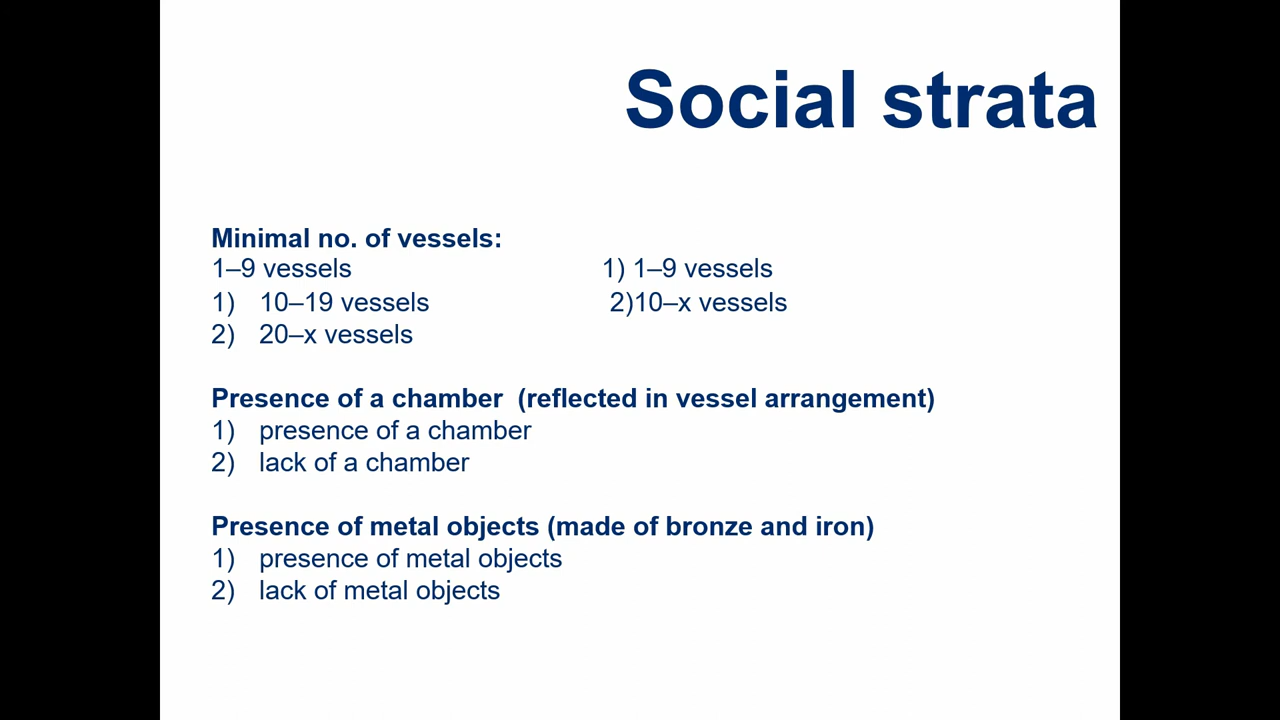 Social strata
Minimal no. of vessels:
1–9 vessels 1) 1–9 vessels
1) 10–19 vessels 2)10–x vessels
2) 20–x vessels
Presence of a chamber (reflected in vessel arrangement)
1) presence of a chamber
2) lack of a chamber
Presence of metal objects (made of bronze and iron)
1) presence of metal objects
2) lack of metal objects